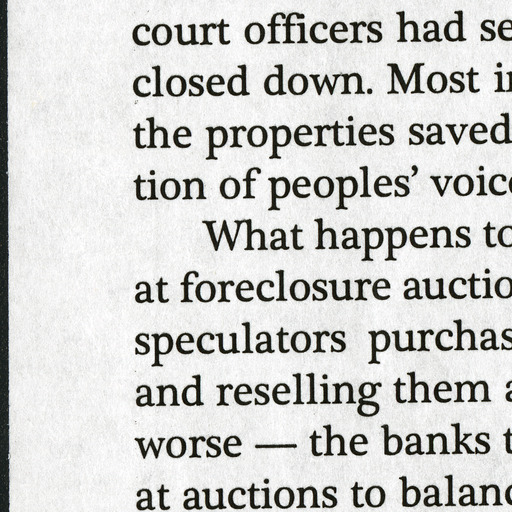 court officers had se
closed down. Most i
the properties saved
tion of peoples' voic
What happens to
at foreclosure auctio
speculators purchas
and reselling them a
worse — the banks t
at auctions to balanc